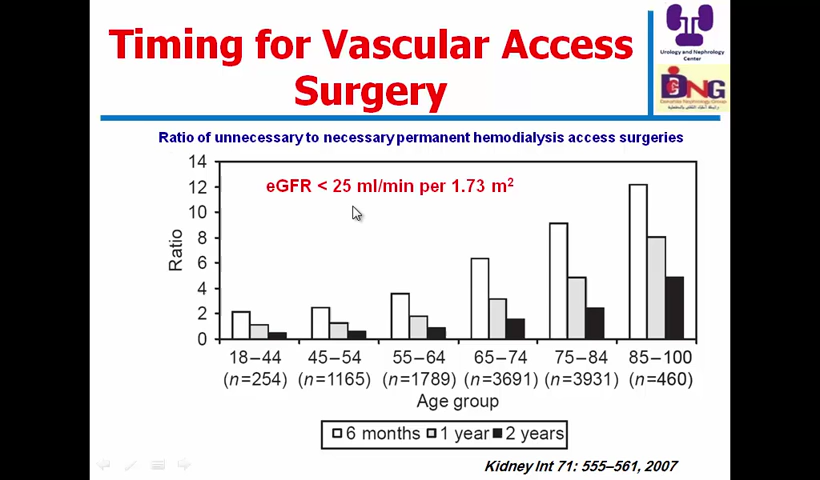 Timing for Vascular Access
Surgery
Urology and Nephrology
Center
DNG
Ratio of unnecessary to necessary permanent hemodialysis access surgeries
eGFR < 25 ml/min per 1.73 m²
Ratio
14
12
10
8
6
4
2
0
18–44 45–54 55–64 65–74 75–84 85–100
(n=254) (n=1165) (n=1789) (n=3691) (n=3931) (n=460)
Age group
6 months 1 year 2 years
Kidney Int 71: 555–561, 2007